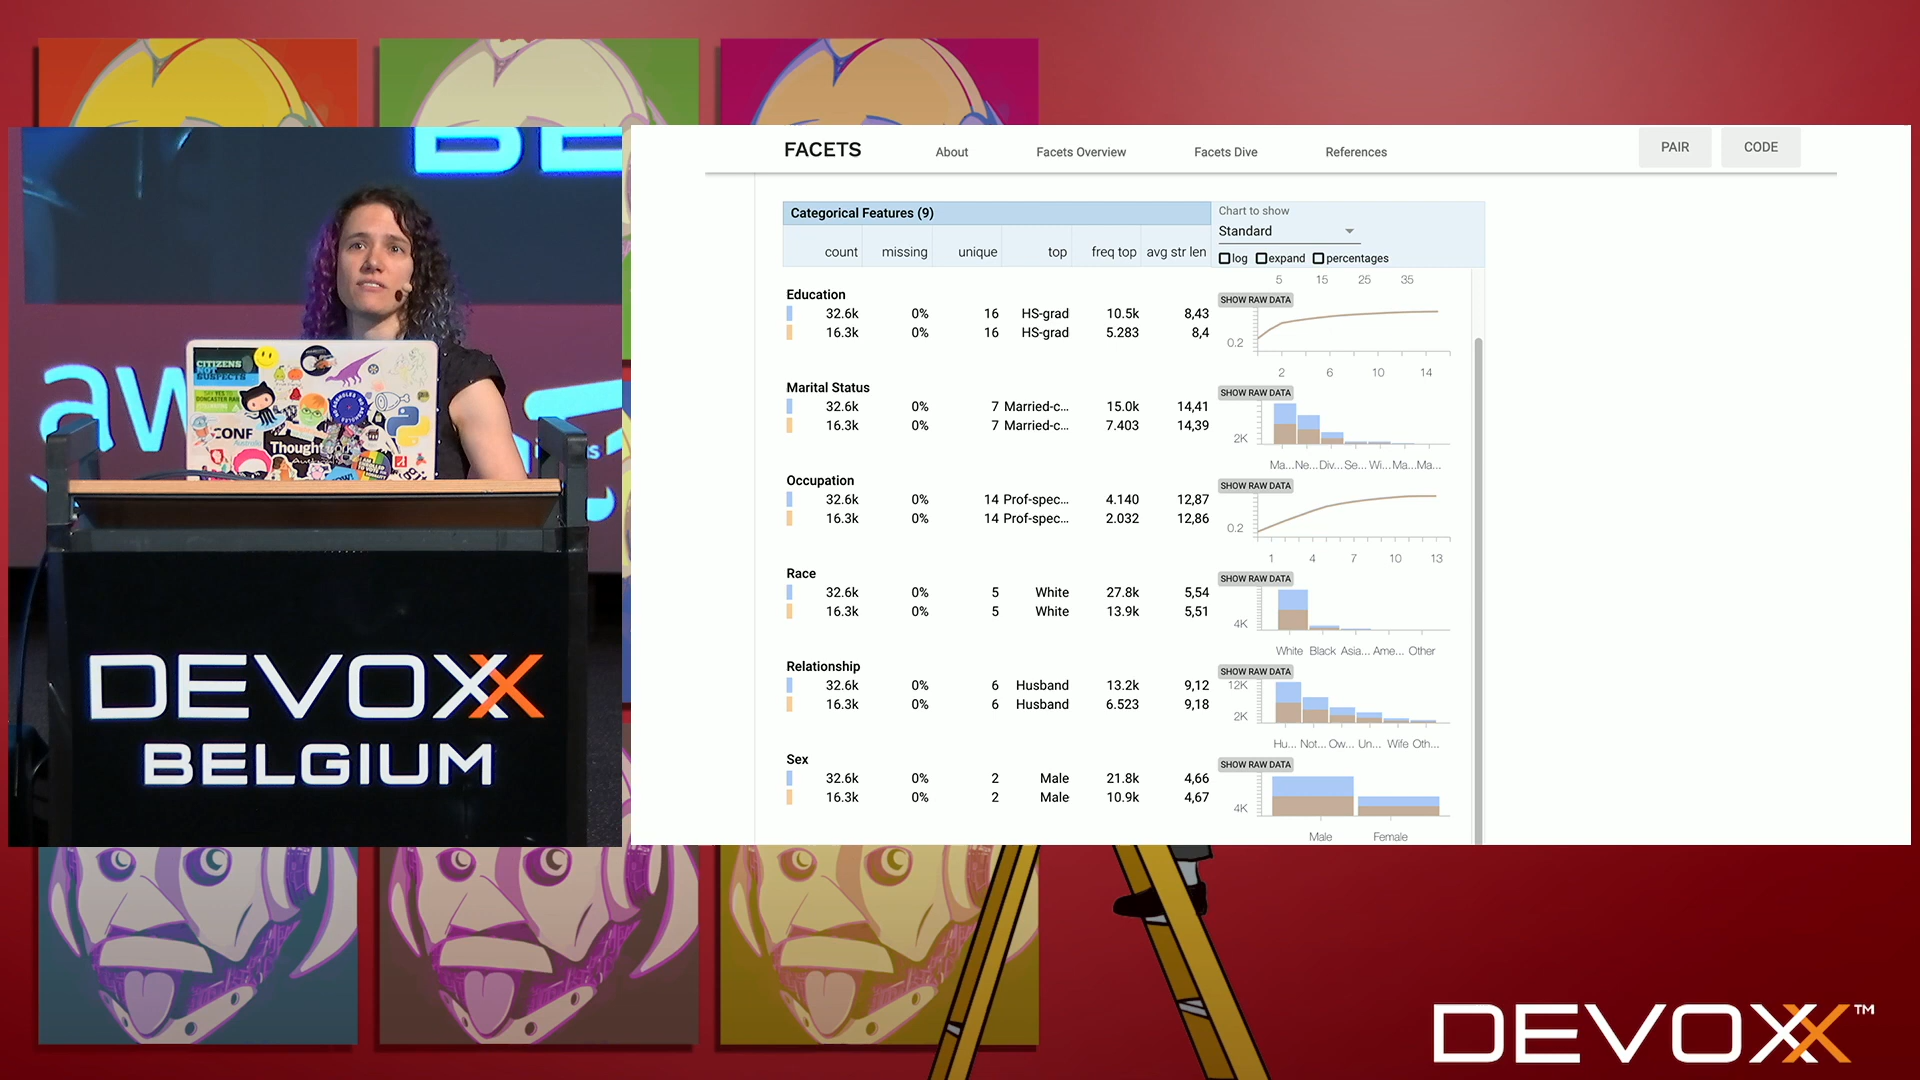 FACETS
About
Facets Overview
Facets Dive
References
PAIR
CODE
Categorical Features (9)
count missing unique top freq top avg str len
Chart to show
Standard
log expand percentages
5 15 25 35
Education
32.6k 0% 16 HS-grad 10.5k 8,43
16.3k 0% 16 HS-grad 5.283 8,4
SHOW RAW DATA
0.2
2 6 10 14
Marital Status
32.6k 0% 7 Married-c... 15.0k 14,41
16.3k 0% 7 Married-c... 7.403 14,39
SHOW RAW DATA
2K
Ma... Ne... Div... Se... Wi... Ma... Ma...
Occupation
32.6k 0% 14 Prof-spec... 4.140 12,87
16.3k 0% 14 Prof-spec... 2.032 12,86
SHOW RAW DATA
0.2
1 4 7 10 13
Race
32.6k 0% 5 White 27.8k 5,54
16.3k 0% 5 White 13.9k 5,51
SHOW RAW DATA
4K
White Black Asia... Ame... Other
Relationship
32.6k 0% 6 Husband 13.2k 9,12
16.3k 0% 6 Husband 6.523 9,18
SHOW RAW DATA
12K
2K
Hu... Not... Ow... Un... Wife Oth...
Sex
32.6k 0% 2 Male 21.8k 4,66
16.3k 0% 2 Male 10.9k 4,67
SHOW RAW DATA
4K
Male Female
BE
aw
CITIZENS
NOT
SUBJECTS
CONF
Thought
git
DEVOXX
BELGIUM
DEVOXX™